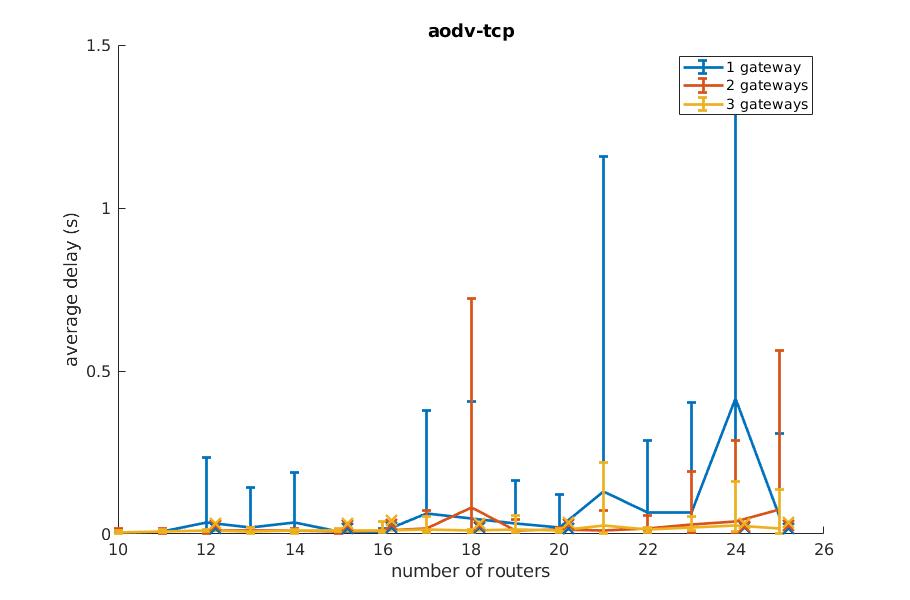 aodv-tcp
1.5
1
0.5
0
average delay (s)
1 gateway
2 gateways
3 gateways
10 12 14 16 18 20 22 24 26
number of routers